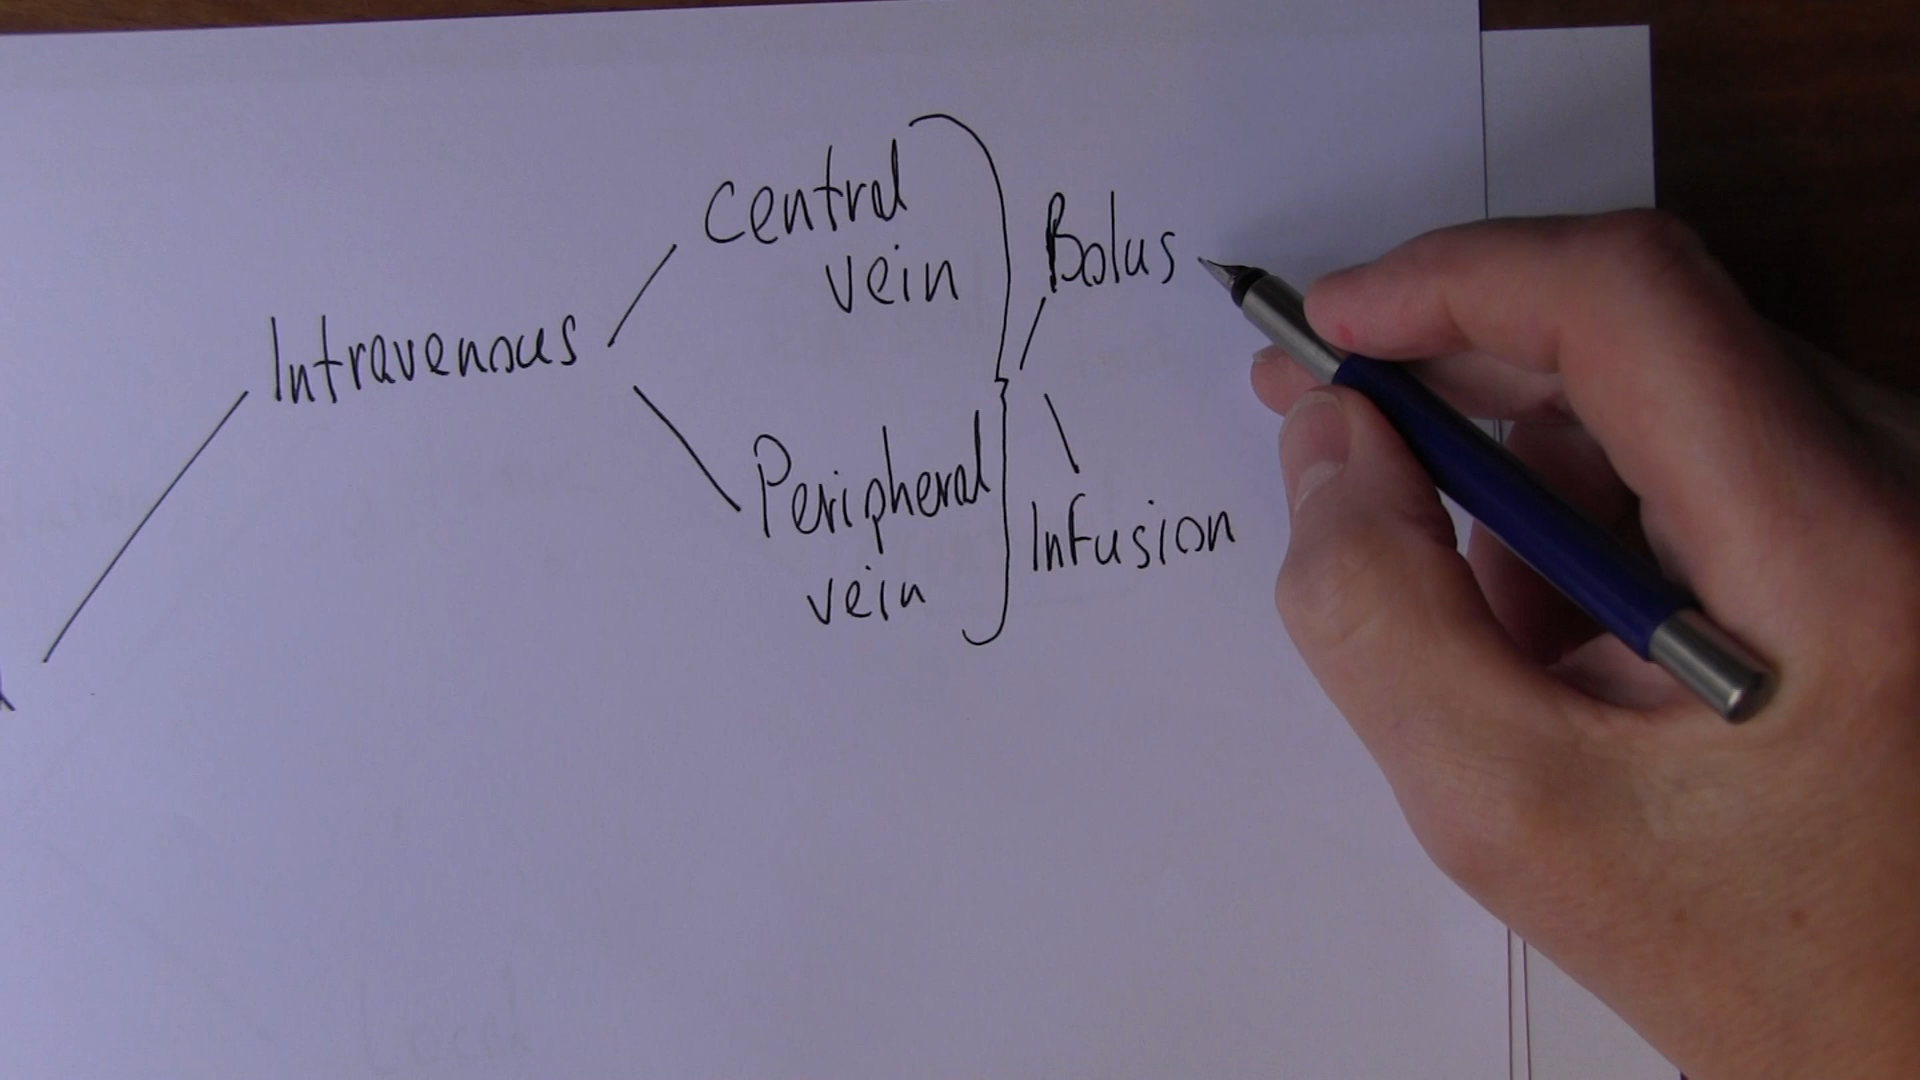 Intravenous
Central
vein
Peripheral
vein
Bolus
Infusion